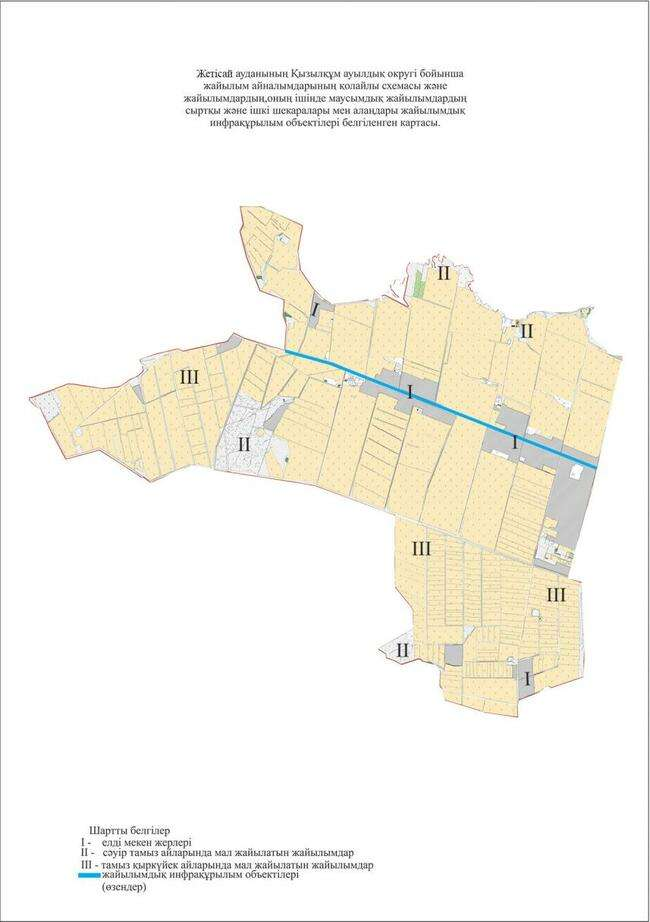 Жетісай ауданының Қызылқұм ауылдық округі бойынша
жайылым айналымдарының қолайлы схемасы және
жайылымдардың,оның ішінде маусымдық жайылымдардың
сыртқы және ішкі шекаралары мен алаңдары жайылымдық
инфрақұрылым объектілері белгіленген картасы.
II
I
II
III
I
II
I
III
III
II
I
Шартты белгілер
I - елді мекен жерлері
II - сәуір тамыз айларында мал жайылатын жайылымдар
III - тамыз қыркүйек айларында мал жайылатын жайылымдар
жайылымдық инфрақұрылым объектілері
(өзендер)